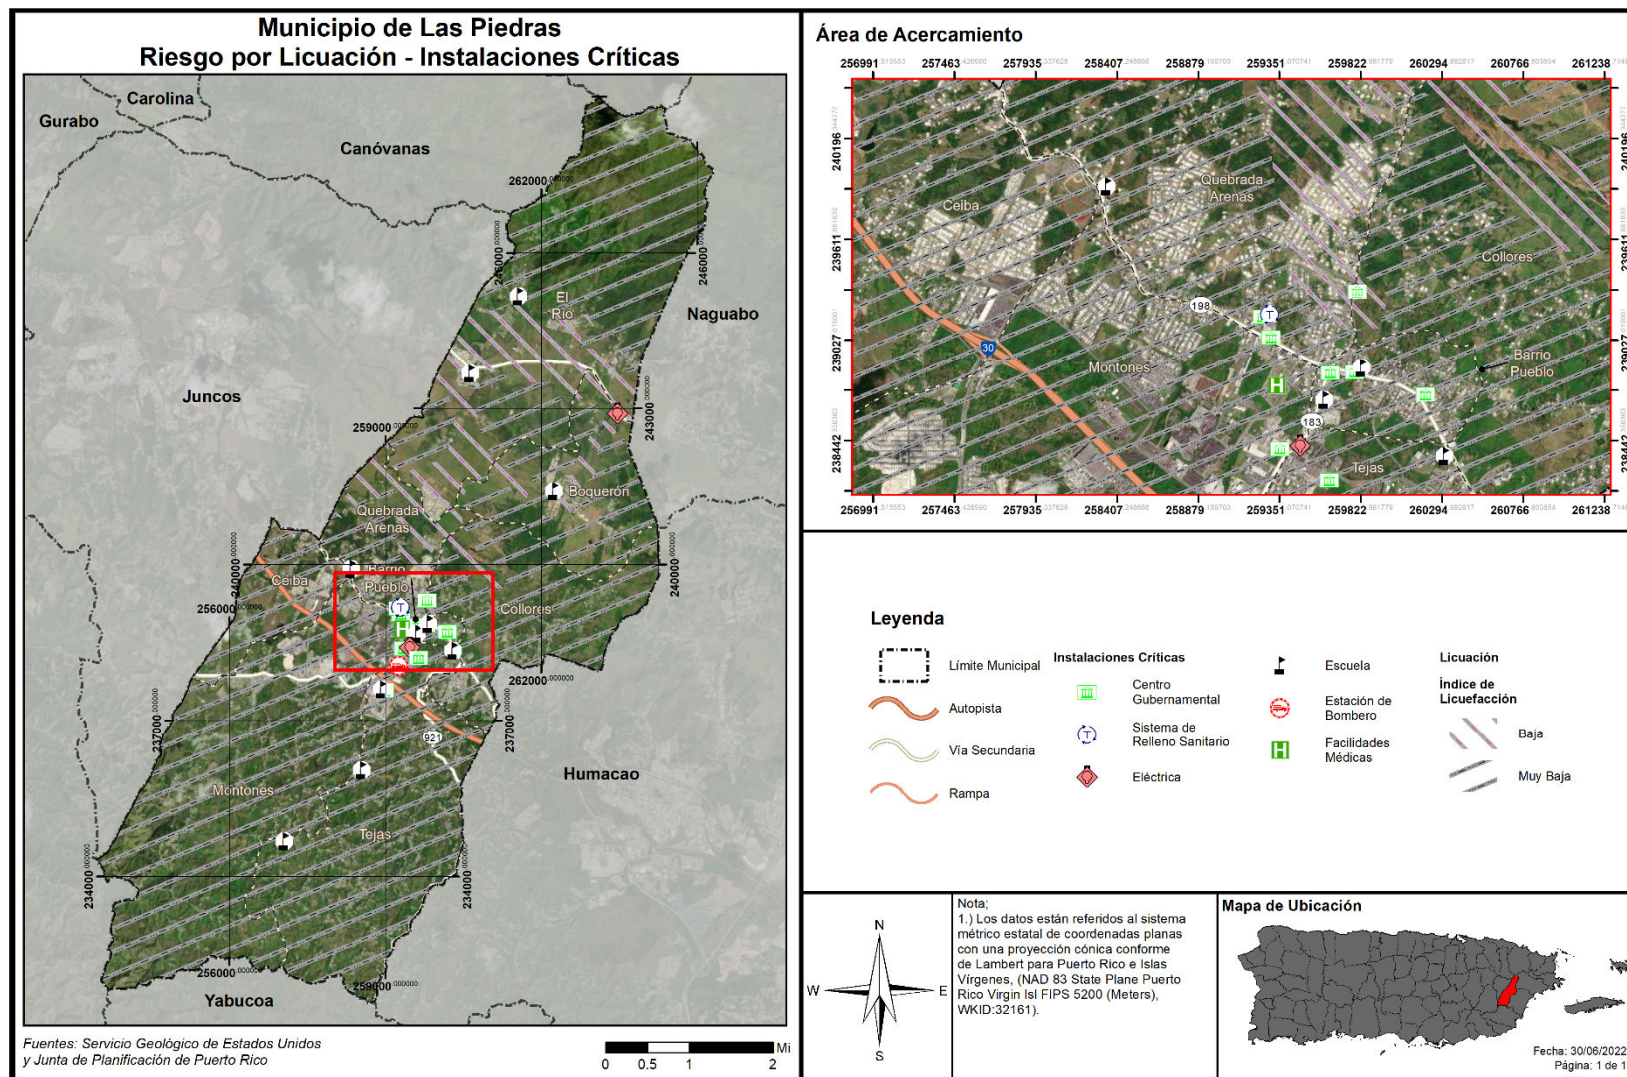 Municipio de Las Piedras
Riesgo por Licuación - Instalaciones Críticas
Carolina
Gurabo
Canóvanas
262000
246000
246000
El
Río
Naguabo
Juncos
259000
243000
Boquerón
Quebrada
Arenas
240000
240000
Ceiba
Barrio
Pueblo
256000
Collores
262000
237000
237000
921
Humacao
Montones
Tejas
234000
234000
256000
259000
Yabucoa
Fuentes: Servicio Geológico de Estados Unidos
y Junta de Planificación de Puerto Rico
Mi
0 0.5 1 2
Área de Acercamiento
256991 257463 257935 258407 258879 259351 259822 260294 260766 261238
240196
240196
Quebrada
Arenas
Ceiba
239611
239611
Collores
198
30
239027
239027
Montones
Barrio
Pueblo
H
183
238442
238442
Tejas
256991 257463 257935 258407 258879 259351 259822 260294 260766 261238
Leyenda
Límite Municipal
Autopista
Vía Secundaria
Rampa
Instalaciones Críticas
Centro
Gubernamental
Sistema de
Relleno Sanitario
Eléctrica
Escuela
Estación de
Bombero
Facilidades
Médicas
Licuación
Índice de
Licuefacción
Baja
Muy Baja
N
W E
S
Nota;
1.) Los datos están referidos al sistema
métrico estatal de coordenadas planas
con una proyección cónica conforme
de Lambert para Puerto Rico e Islas
Vírgenes, (NAD 83 State Plane Puerto
Rico Virgin Isl FIPS 5200 (Meters),
WKID:32161).
Mapa de Ubicación
Fecha: 30/06/2022
Página: 1 de 1